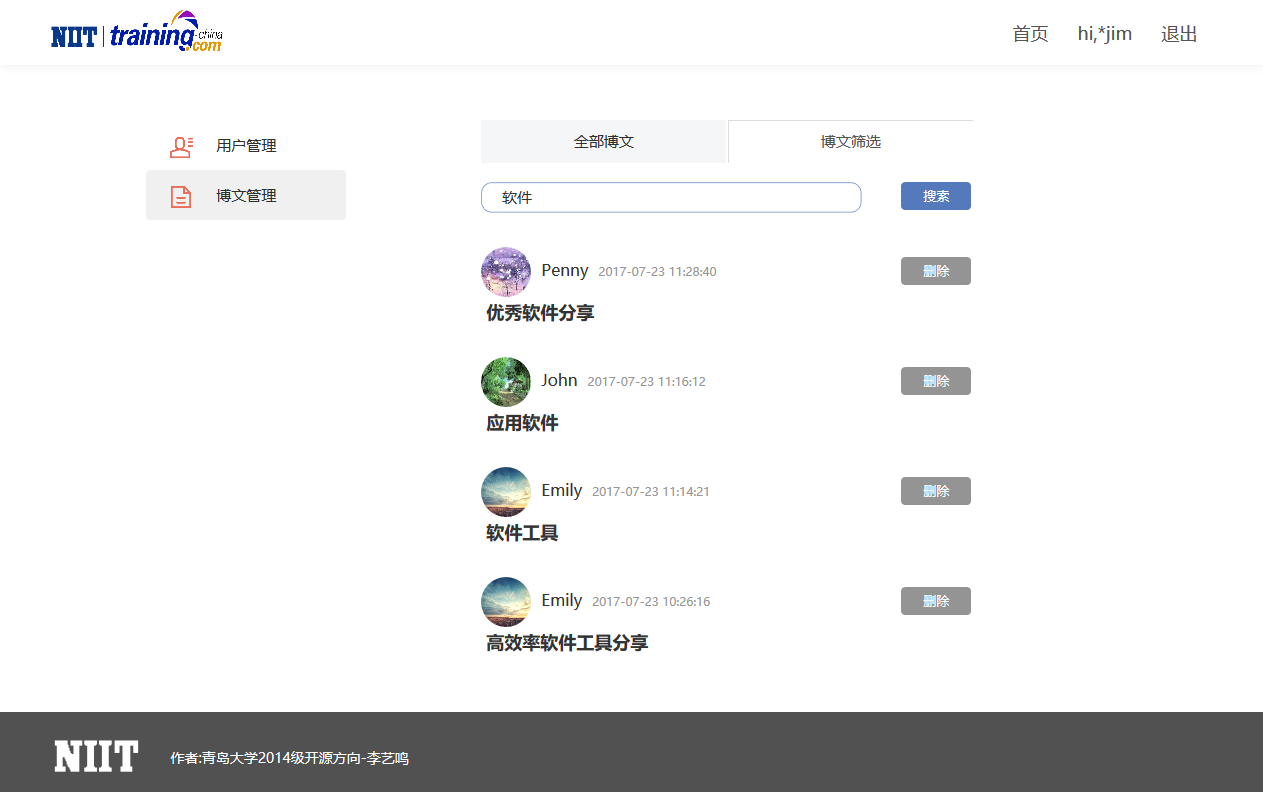 NIIT training-china.com
首页 hi,*jim 退出
用户管理
博文管理
全部博文 博文筛选
软件 搜索
Penny 2017-07-23 11:28:40 删除
优秀软件分享
John 2017-07-23 11:16:12 删除
应用软件
Emily 2017-07-23 11:14:21 删除
软件工具
Emily 2017-07-23 10:26:16 删除
高效率软件工具分享
NIIT 作者:青岛大学2014级开源方向-李艺鸣